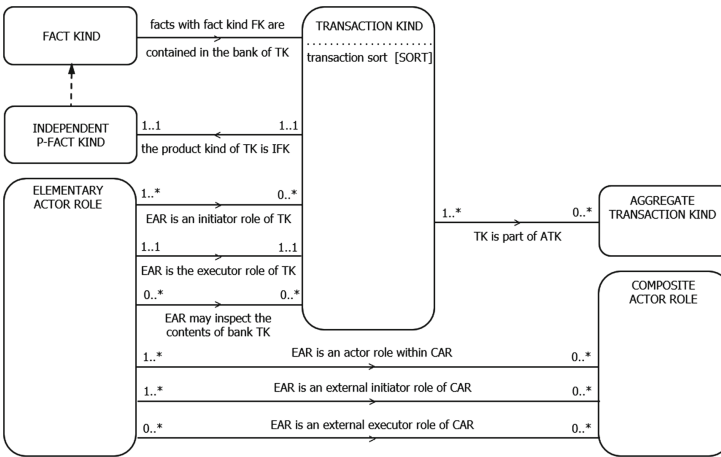 FACT KIND
facts with fact kind FK are
contained in the bank of TK
TRANSACTION KIND
transaction sort [SORT]
INDEPENDENT
P-FACT KIND
1..1 1..1
the product kind of TK is IFK
ELEMENTARY
ACTOR ROLE
1..* 0..*
EAR is an initiator role of TK
1..1 1..1
EAR is the executor role of TK
0..* 0..*
EAR may inspect the
contents of bank TK
1..* 0..*
TK is part of ATK
AGGREGATE
TRANSACTION KIND
COMPOSITE
ACTOR ROLE
1..* EAR is an actor role within CAR 0..*
1..* EAR is an external initiator role of CAR 0..*
0..* EAR is an external executor role of CAR 0..*